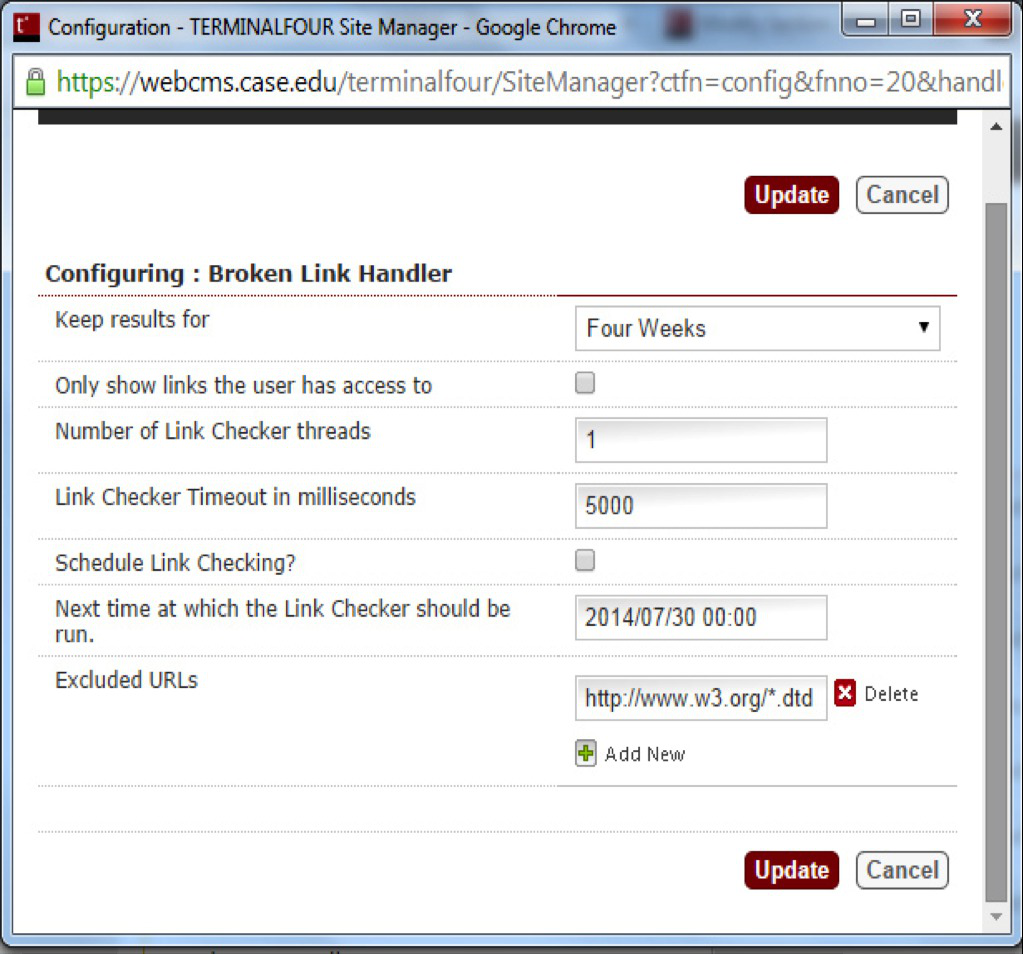 Configuration - TERMINALFOUR Site Manager - Google Chrome
https://webcms.case.edu/terminalfour/SiteManager?ctfn=config&fnno=20&handl
Update Cancel
Configuring : Broken Link Handler
Keep results for Four Weeks
Only show links the user has access to
Number of Link Checker threads 1
Link Checker Timeout in milliseconds 5000
Schedule Link Checking?
Next time at which the Link Checker should be 2014/07/30 00:00
run.
Excluded URLs http://www.w3.org/*.dtd Delete
Add New
Update Cancel